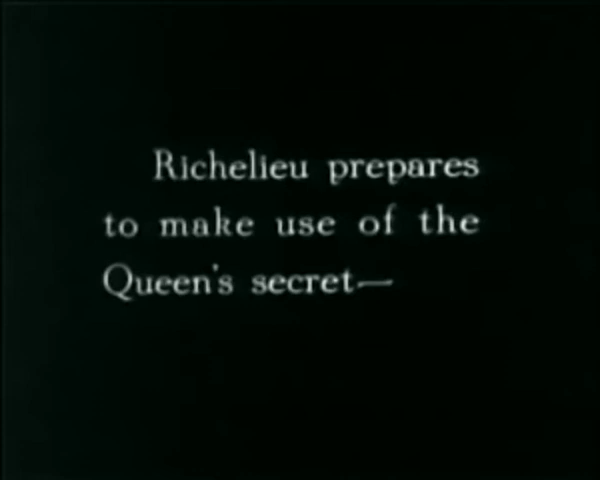 Richelieu prepares
to make use of the
Queen's secret—